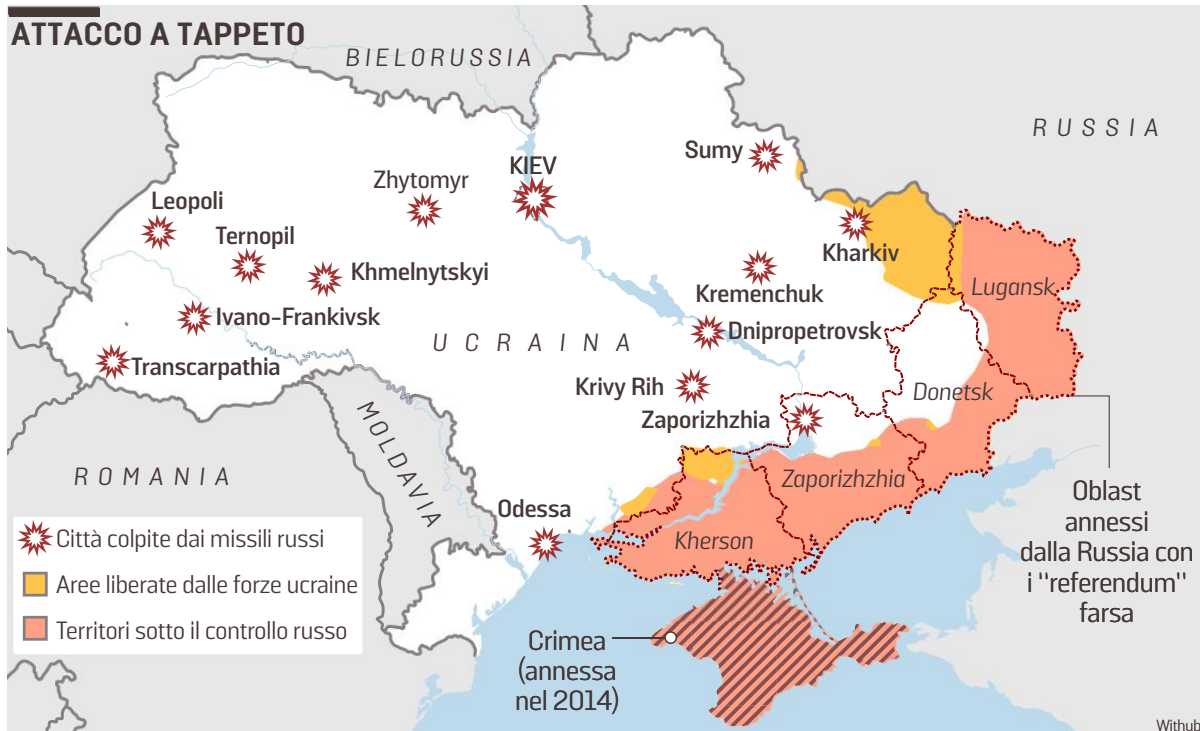 ATTACCO A TAPPETO
BIELORUSSIA
RUSSIA
Sumy
KIEV
Zhytomyr
Leopoli
Ternopil
Kharkiv
Khmelnytskyi
Lugansk
Kremenchuk
Ivano-Frankivsk
Dnipropetrovsk
UCRAINA
Transcarpathia
Krivy Rih
Donetsk
Zaporizhzhia
MOLDAVIA
ROMANIA
Zaporizhzhia
Odessa
Kherson
Oblast
annessi
dalla Russia con
i "referendum"
farsa
Città colpite dai missili russi
Aree liberate dalle forze ucraine
Territori sotto il controllo russo
Crimea
(annessa
nel 2014)
Withub